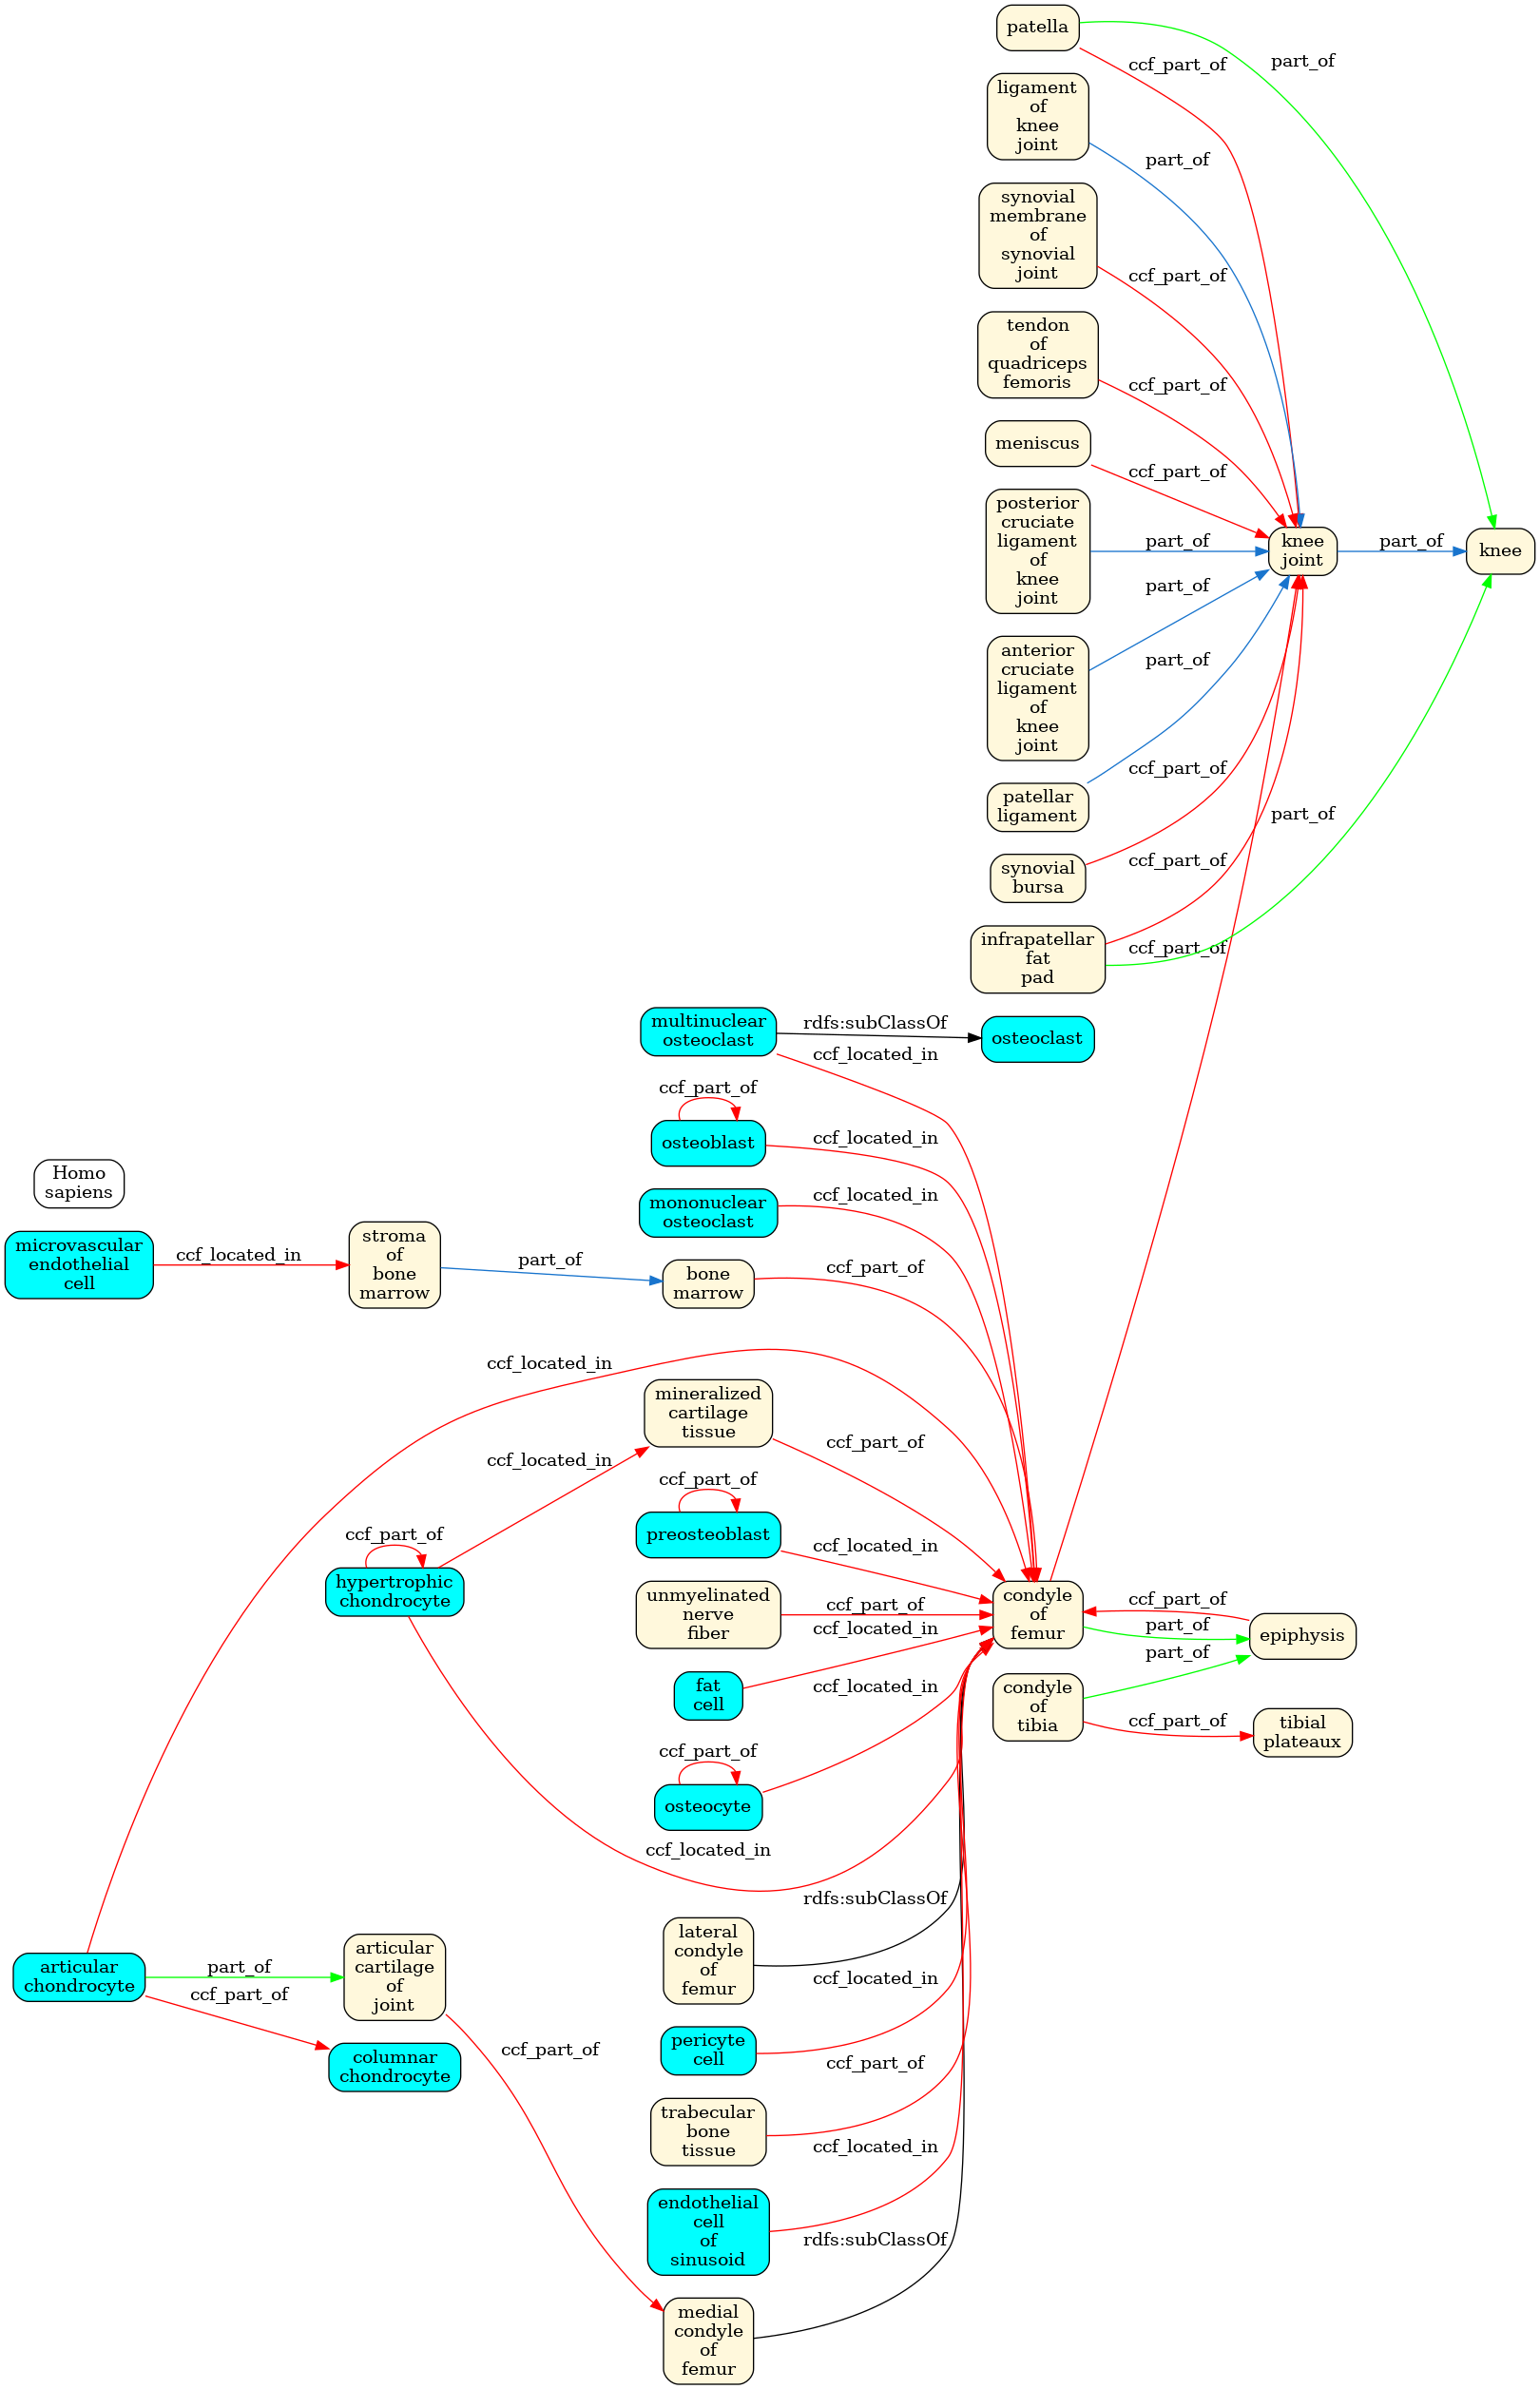 patella
part_of
ccf_part_of
ligament
of
knee
joint
part_of
synovial
membrane
of
synovial
joint
ccf_part_of
tendon
of
quadriceps
femoris
ccf_part_of
meniscus
ccf_part_of
posterior
cruciate
ligament
of
knee
joint
part_of
knee
joint
part_of
knee
anterior
cruciate
ligament
of
knee
joint
part_of
part_of
patellar
ligament
ccf_part_of
part_of
synovial
bursa
ccf_part_of
infrapatellar
fat
pad
ccf_part_of
multinuclear
osteoclast
rdfs:subClassOf
osteoclast
ccf_located_in
ccf_part_of
osteoblast
ccf_located_in
Homo
sapiens
mononuclear
osteoclast
ccf_located_in
microvascular
endothelial
cell
ccf_located_in
stroma
of
bone
marrow
part_of
bone
marrow
ccf_part_of
ccf_located_in
mineralized
cartilage
tissue
ccf_part_of
ccf_located_in
ccf_part_of
preosteoblast
ccf_located_in
ccf_part_of
hypertrophic
chondrocyte
unmyelinated
nerve
fiber
ccf_part_of
ccf_located_in
condyle
of
femur
ccf_part_of
part_of
epiphysis
part_of
fat
cell
ccf_located_in
condyle
of
tibia
ccf_part_of
tibial
plateaux
ccf_part_of
osteocyte
ccf_located_in
rdfs:subClassOf
lateral
condyle
of
femur
articular
chondrocyte
part_of
ccf_part_of
articular
cartilage
of
joint
ccf_located_in
pericyte
cell
columnar
chondrocyte
ccf_part_of
ccf_part_of
trabecular
bone
tissue
ccf_located_in
endothelial
cell
of
sinusoid
rdfs:subClassOf
medial
condyle
of
femur